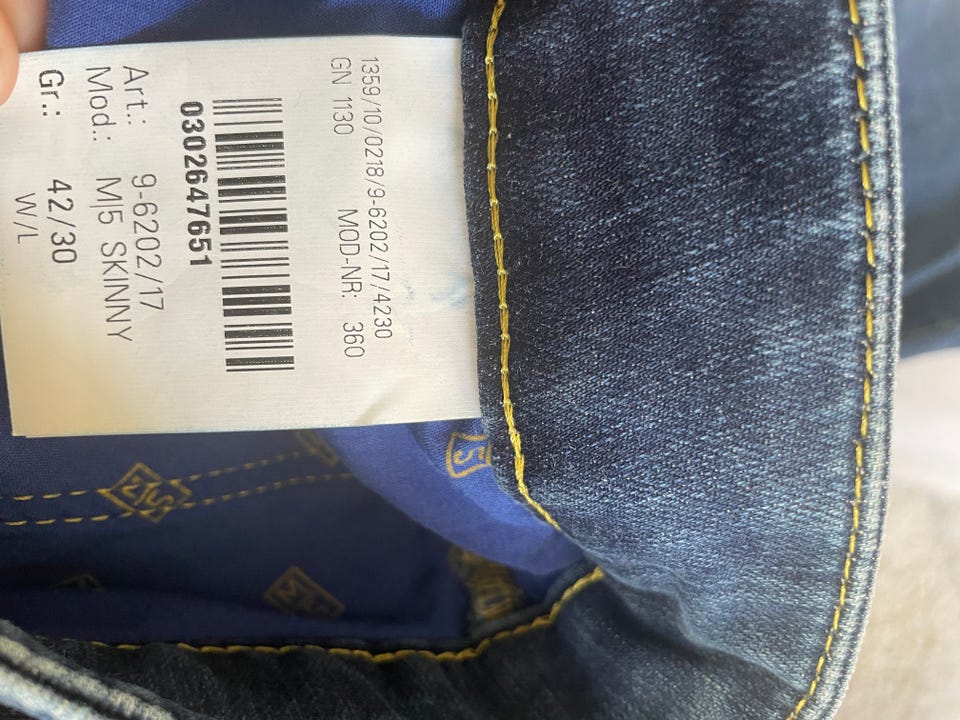 1359/10/0218/9-6202/17/4230
GN 1130 MOD-NR: 360
0302647651
Art.: 9-6202/17
Mod.: M|5 SKINNY
Gr.: 42/30
W/L